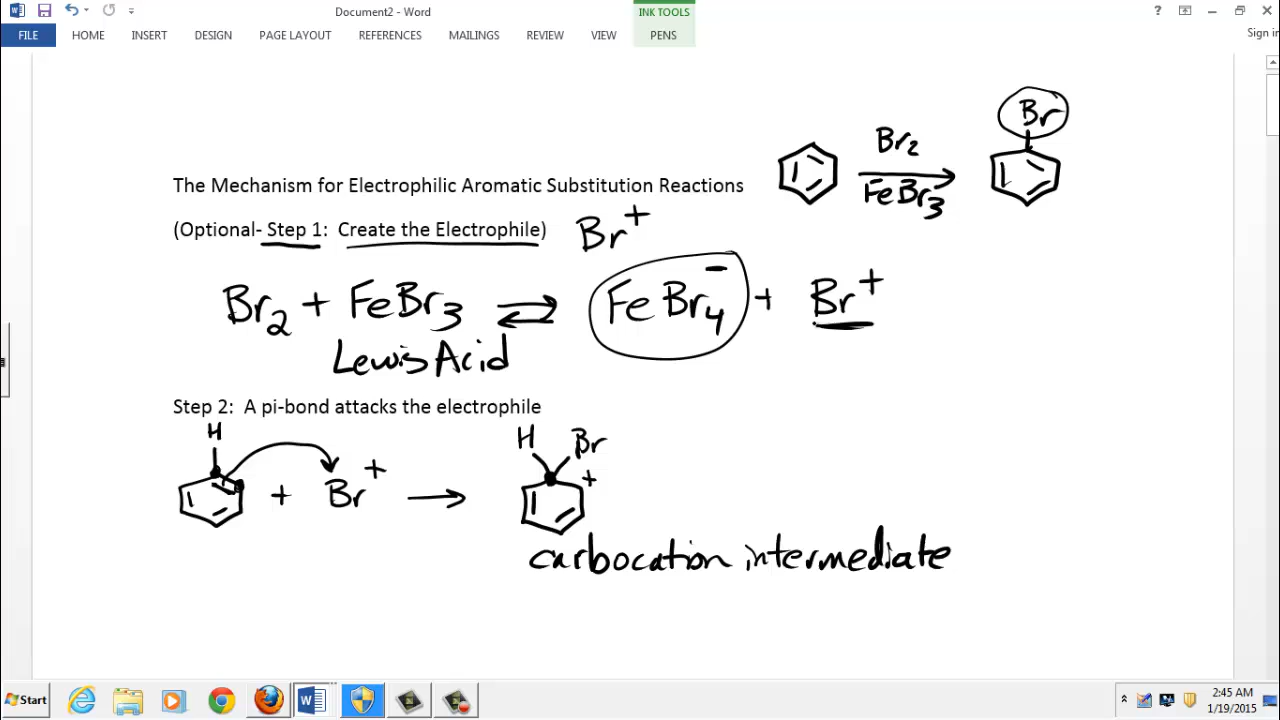 Document2 - Word
INK TOOLS
?
FILE HOME INSERT DESIGN PAGE LAYOUT REFERENCES MAILINGS REVIEW VIEW PENS
Sign in
Br
Br2
FeBr3
The Mechanism for Electrophilic Aromatic Substitution Reactions
(Optional- Step 1: Create the Electrophile) Br+
Br2 + FeBr3 ⇌ FeBr4− + Br+
Lewis Acid
Step 2: A pi-bond attacks the electrophile
H
+ Br+ →
H Br
+
carbocation intermediate
Start
2:45 AM
1/19/2015